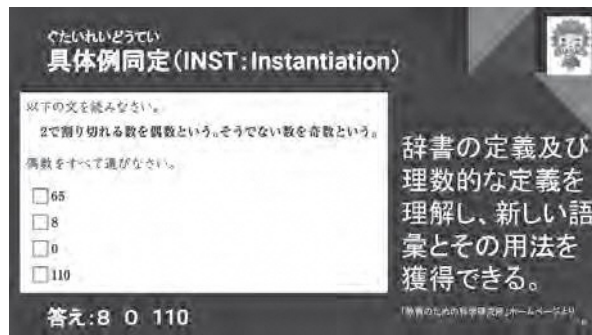 ぐたいれいどうてい
具体例同定(INST:Instantiation)
以下の文を読みなさい。
2で割り切れる数を偶数という。そうでない数を奇数という。
偶数をすべて選びなさい。
65
8
0
110
辞書の定義及び
理数的な定義を
理解し、新しい語
彙とその用法を
獲得できる。
答え:8 0 110
「教育のための科学研究所」ホームページより